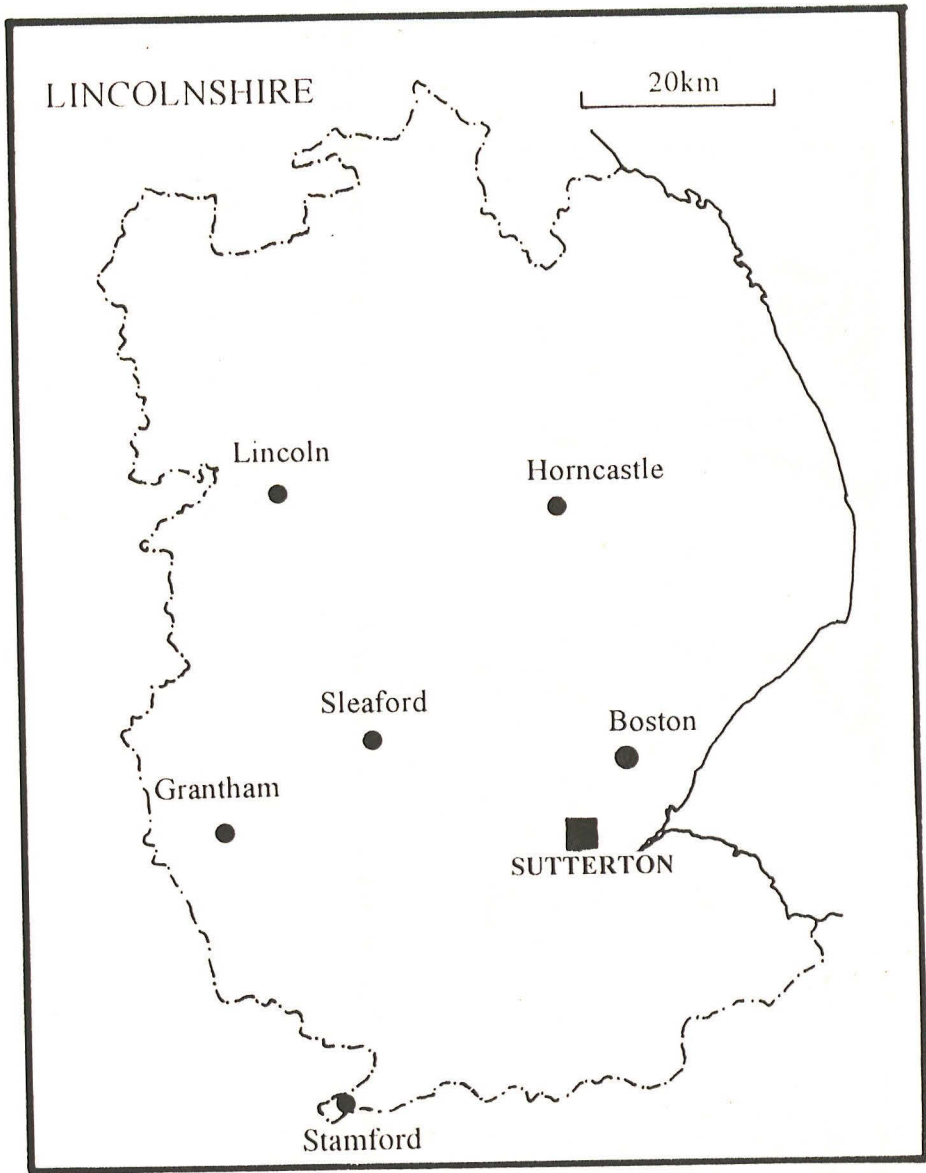 LINCOLNSHIRE
20km
Lincoln
Horncastle
Sleaford
Boston
Grantham
SUTTERTON
Stamford